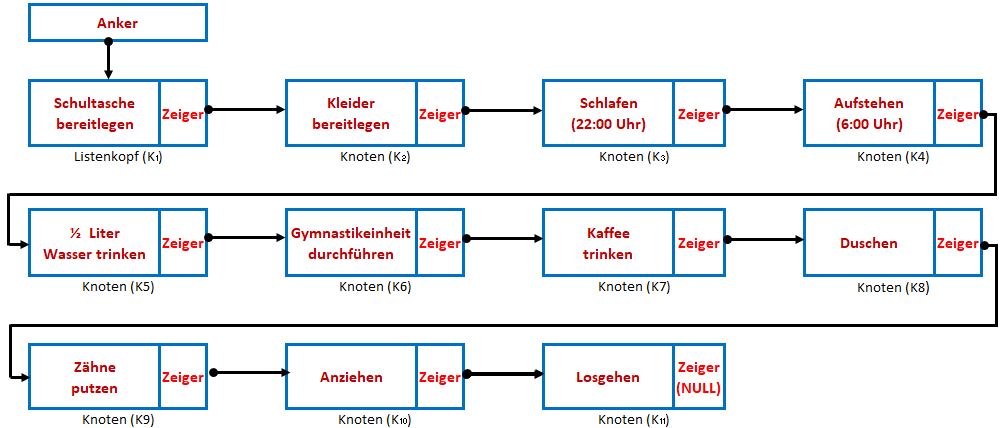 Anker
Schultasche
bereitlegen
Zeiger
Kleider
bereitlegen
Zeiger
Schlafen
(22:00 Uhr)
Zeiger
Aufstehen
(6:00 Uhr)
Zeiger
Listenkopf (K₁)
Knoten (K₂)
Knoten (K₃)
Knoten (K4)
½ Liter
Wasser trinken
Zeiger
Gymnastikeinheit
durchführen
Zeiger
Kaffee
trinken
Zeiger
Duschen
Zeiger
Knoten (K5)
Knoten (K6)
Knoten (K7)
Knoten (K8)
Zähne
putzen
Zeiger
Anziehen
Zeiger
Losgehen
Zeiger
(NULL)
Knoten (K9)
Knoten (K₁₀)
Knoten (K₁₁)